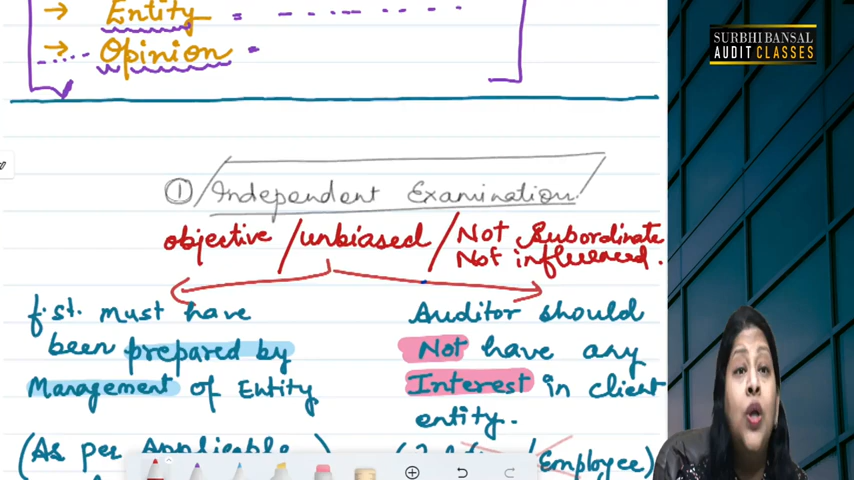 → Entity =
→ Opinion =
SURBHI BANSAL
AUDIT CLASSES
① Independent Examination
objective / unbiased / Not Subordinate
Not influenced.
f.st. must have
been prepared by
Management of Entity
(As per Applicable
Auditor should
Not have any
Interest in client
entity.
/ Employee)